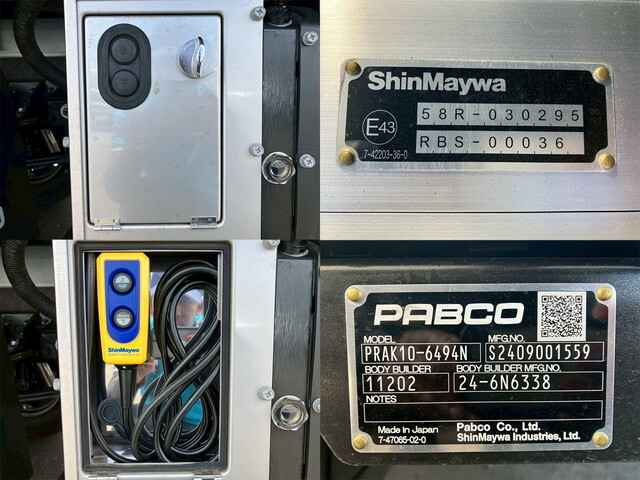 ShinMaywa
58R-030295
E43
RBS-00036
7-42203-36-0
ShinMaywa
PABCO
MODEL MFG.NO.
PRAK10-6494N S2409001559
BODY BUILDER BODY BUILDER MFG.NO.
11202 24-6N6338
NOTES
Made in Japan Pabco Co., Ltd.
7-47065-02-0 ShinMaywa Industries, Ltd.